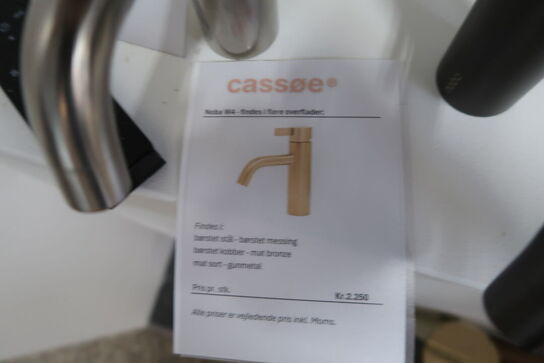 cassøe®
Noba W4 - findes i flere overflader:
Findes i:
børstet stål - børstet messing
børstet kobber - mat bronze
mat sort - gunmetal
Pris pr. stk. Kr.2.250
Alle priser er vejledende pris inkl. Moms.